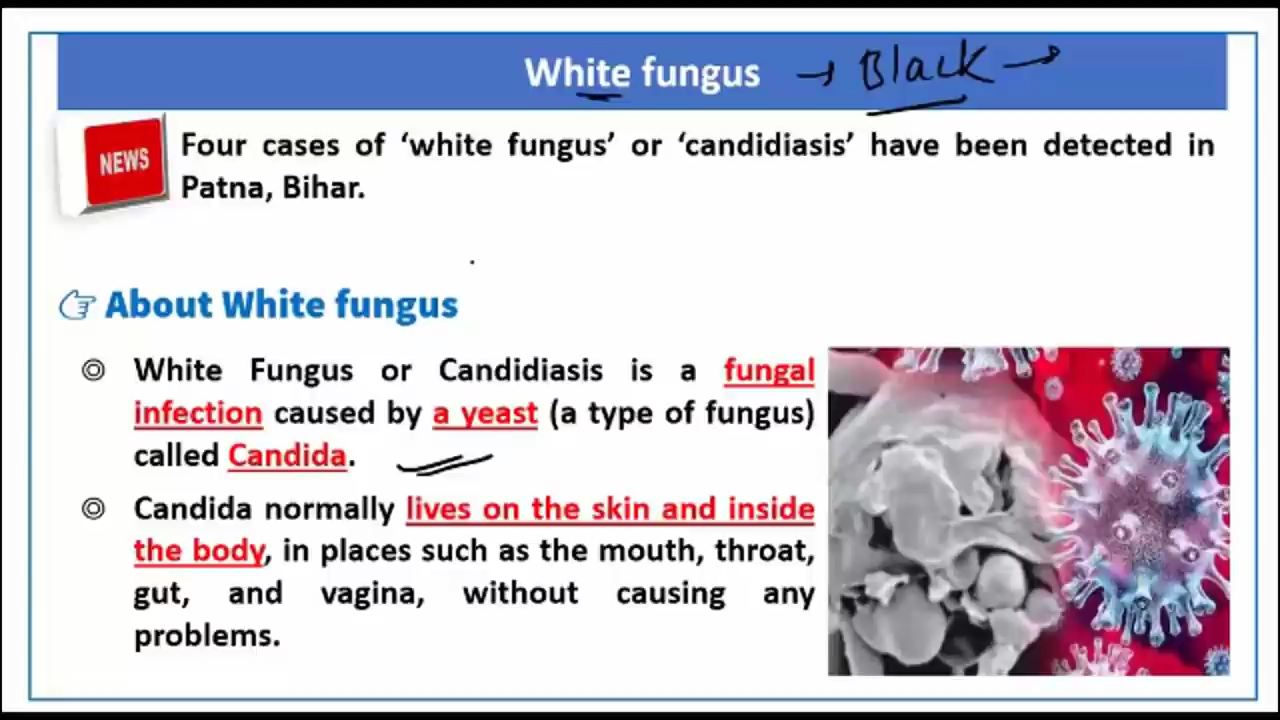 White fungus → Black →
NEWS
Four cases of ‘white fungus’ or ‘candidiasis’ have been detected in
Patna, Bihar.
About White fungus
White Fungus or Candidiasis is a fungal
infection caused by a yeast (a type of fungus)
called Candida.
Candida normally lives on the skin and inside
the body, in places such as the mouth, throat,
gut, and vagina, without causing any
problems.